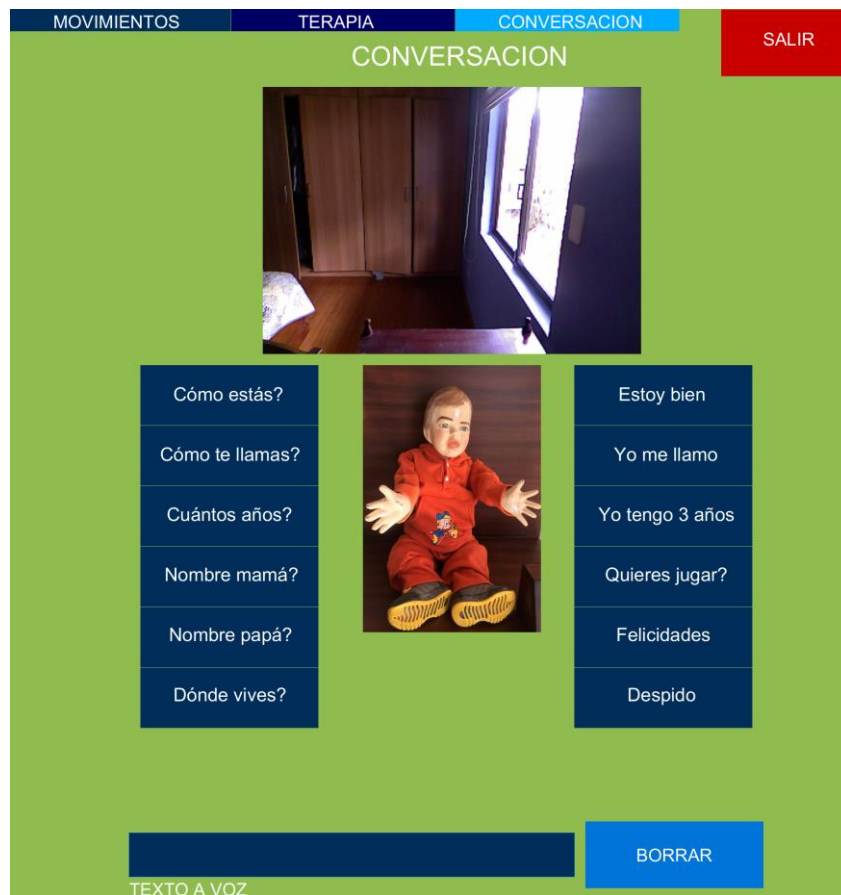 MOVIMIENTOS
TERAPIA
CONVERSACION
SALIR
CONVERSACION
Cómo estás?
Cómo te llamas?
Cuántos años?
Nombre mamá?
Nombre papá?
Dónde vives?
Estoy bien
Yo me llamo
Yo tengo 3 años
Quieres jugar?
Felicidades
Despido
BORRAR
TEXTO A VOZ